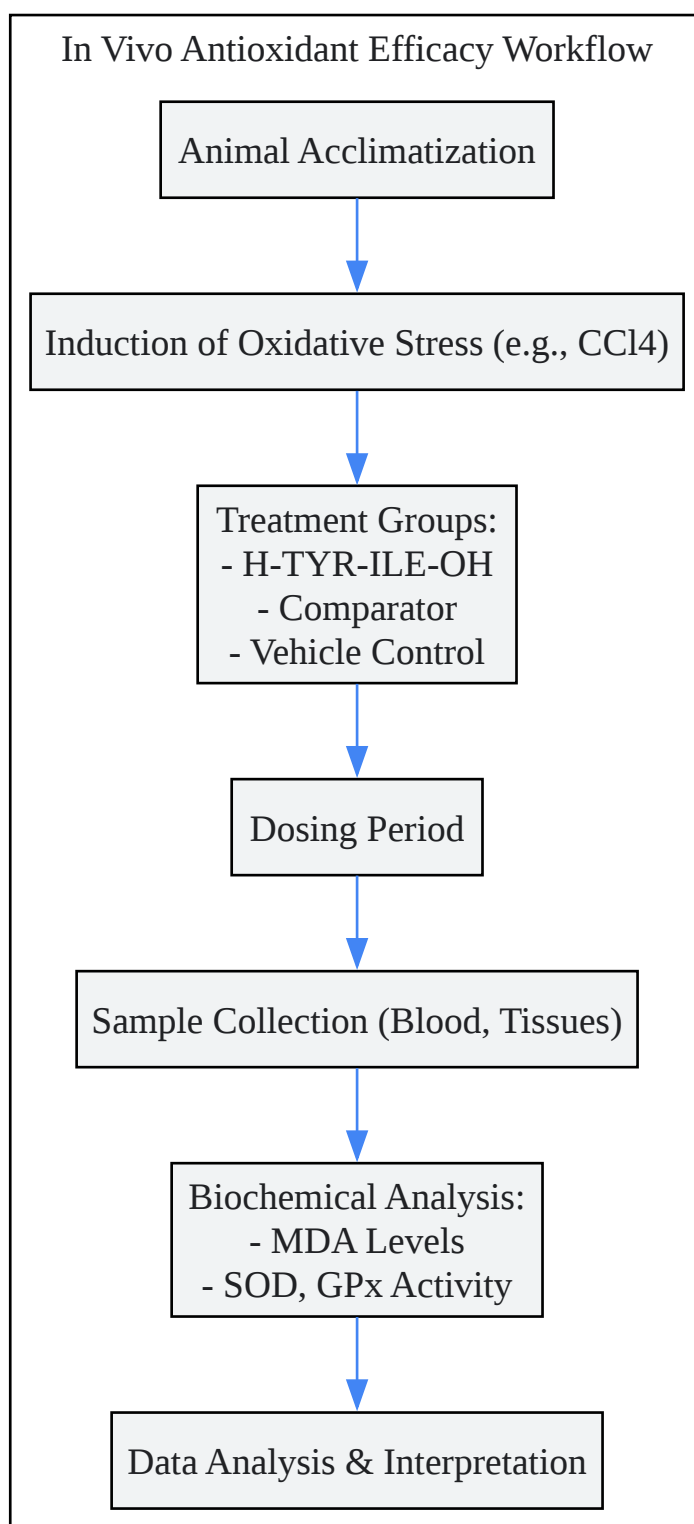 In Vivo Antioxidant Efficacy Workflow
Animal Acclimatization
Induction of Oxidative Stress (e.g., CCl4)
Treatment Groups:
- H-TYR-ILE-OH
- Comparator
- Vehicle Control
Dosing Period
Sample Collection (Blood, Tissues)
Biochemical Analysis:
- MDA Levels
- SOD, GPx Activity
Data Analysis & Interpretation